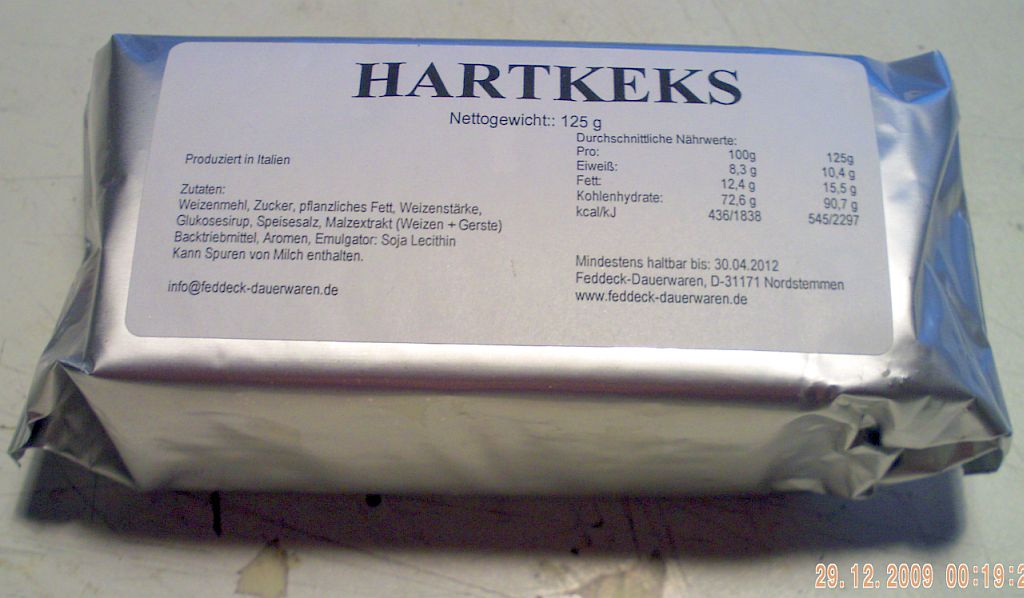 HARTKEKS
Nettogewicht:: 125 g
Produziert in Italien
Zutaten:
Weizenmehl, Zucker, pflanzliches Fett, Weizenstärke,
Glukosesirup, Speisesalz, Malzextrakt (Weizen + Gerste)
Backtriebmittel, Aromen, Emulgator: Soja Lecithin
Kann Spuren von Milch enthalten.
info@feddeck-dauerwaren.de
Durchschnittliche Nährwerte:
Pro: 100g 125g
Eiweiß: 8,3 g 10,4 g
Fett: 12,4 g 15,5 g
Kohlenhydrate: 72,6 g 90,7 g
kcal/kJ 436/1838 545/2297
Mindestens haltbar bis: 30.04.2012
Feddeck-Dauerwaren, D-31171 Nordstemmen
www.feddeck-dauerwaren.de
29.12.2009 00:19:2